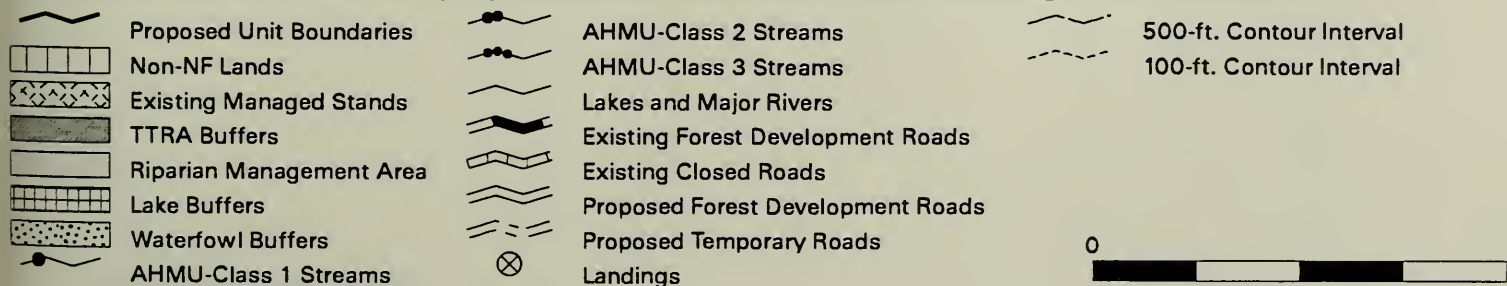 Proposed Unit Boundaries
Non-NF Lands
Existing Managed Stands
TTRA Buffers
Riparian Management Area
Lake Buffers
Waterfowl Buffers
AHMU-Class 1 Streams
AHMU-Class 2 Streams
AHMU-Class 3 Streams
Lakes and Major Rivers
Existing Forest Development Roads
Existing Closed Roads
Proposed Forest Development Roads
Proposed Temporary Roads
Landings
500-ft. Contour Interval
100-ft. Contour Interval
0